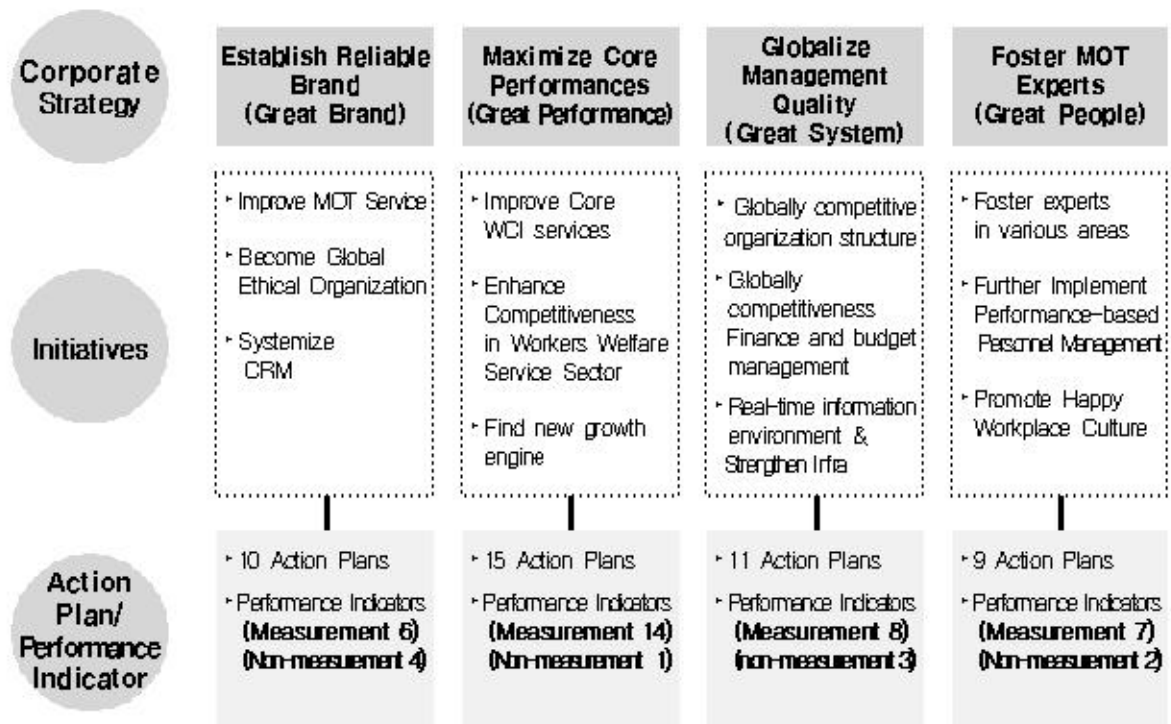 Corporate
Strategy
Establish Reliable
Brand
(Great Brand)
Maximize Core
Performances
(Great Performance)
Globalize
Management
Quality
(Great System)
Foster MOT
Experts
(Great People)
Initiatives
‣ Improve MOT Service
‣ Become Global
Ethical Organization
‣ Systemize
CRM
‣ Improve Core
WCI services
‣ Enhance
Competitiveness
in Workers Welfare
Service Sector
‣ Find new growth
engine
‣ Globally competitive
organization structure
‣ Globally
competitiveness
Finance and budget
management
‣ Real-time information
environment &
Strengthen Infra
‣ Foster experts
in various areas
‣ Further Implement
Performance-based
Personnel Management
‣ Promote Happy
Workplace Culture
Action
Plan/
Performance
Indicator
‣ 10 Action Plans
‣ Performance Indicators
(Measurement 6)
(Non-measurement 4)
‣ 15 Action Plans
‣ Performance Indicators
(Measurement 14)
(Non-measurement 1)
‣ 11 Action Plans
‣ Performance Indicators
(Measurement 8)
(non-measurement 3)
‣ 9 Action Plans
‣ Performance Indicators
(Measurement 7)
(Non-measurement 2)